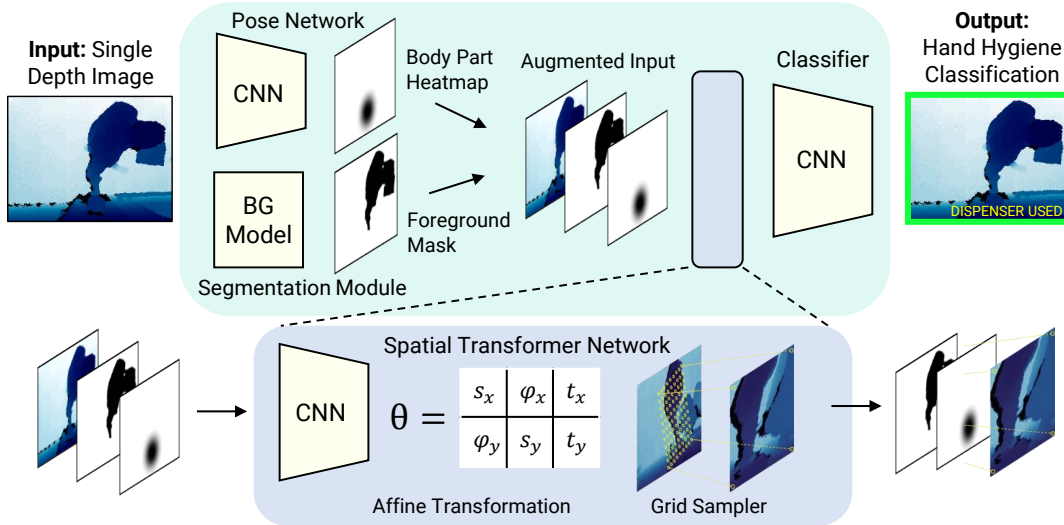 Input: Single
Depth Image
Pose Network
CNN
Body Part
Heatmap
BG
Model
Foreground
Mask
Segmentation Module
Augmented Input
Classifier
CNN
Output:
Hand Hygiene
Classification
DISPENSER USED
Spatial Transformer Network
CNN
θ =
s_x φ_x t_x
φ_y s_y t_y
Affine Transformation
Grid Sampler